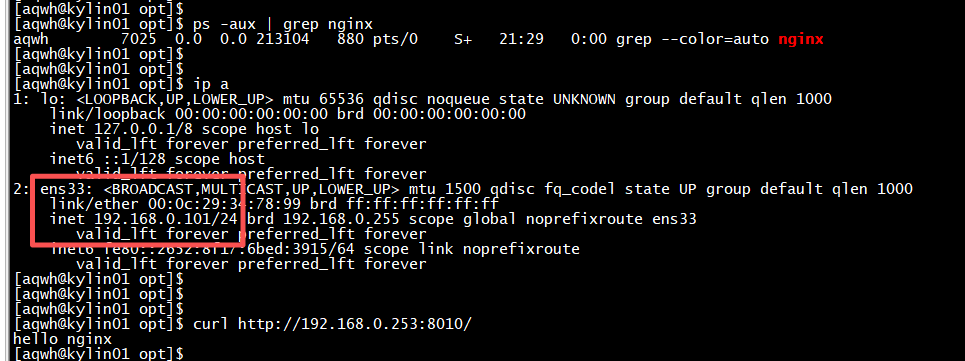 [aqwh@kylin01 opt]$
[aqwh@kylin01 opt]$ ps -aux | grep nginx
aqwh 7025 0.0 0.0 213104 880 pts/0 S+ 21:29 0:00 grep --color=auto nginx
[aqwh@kylin01 opt]$
[aqwh@kylin01 opt]$
[aqwh@kylin01 opt]$ ip a
1: lo: <LOOPBACK,UP,LOWER_UP> mtu 65536 qdisc noqueue state UNKNOWN group default qlen 1000
link/loopback 00:00:00:00:00:00 brd 00:00:00:00:00:00
inet 127.0.0.1/8 scope host lo
valid_lft forever preferred_lft forever
inet6 ::1/128 scope host
valid_lft forever preferred_lft forever
2: ens33: <BROADCAST,MULTICAST,UP,LOWER_UP> mtu 1500 qdisc fq_codel state UP group default qlen 1000
link/ether 00:0c:29:34:78:99 brd ff:ff:ff:ff:ff:ff
inet 192.168.0.101/24 brd 192.168.0.255 scope global noprefixroute ens33
valid_lft forever preferred_lft forever
inet6 fe80::2652:8f17:6bed:3915/64 scope link noprefixroute
valid_lft forever preferred_lft forever
[aqwh@kylin01 opt]$
[aqwh@kylin01 opt]$
[aqwh@kylin01 opt]$
[aqwh@kylin01 opt]$ curl http://192.168.0.253:8010/
hello nginx
[aqwh@kylin01 opt]$